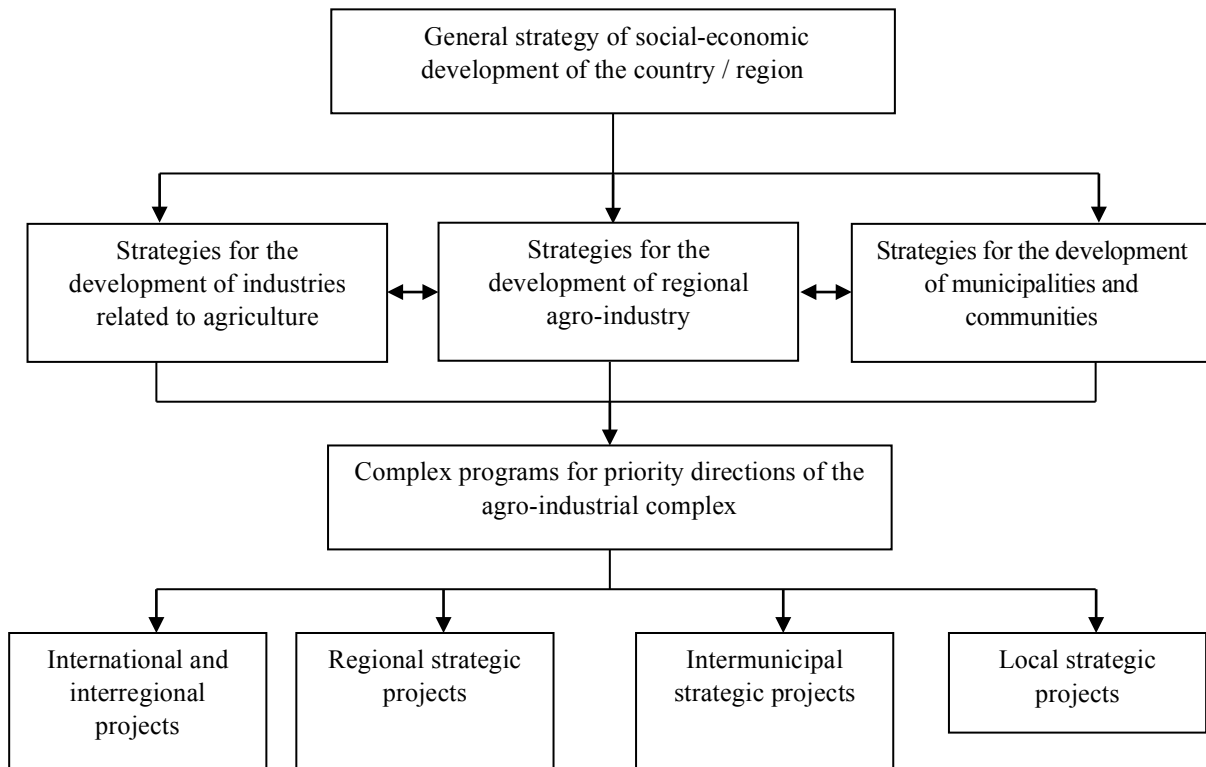 General strategy of social-economic
development of the country / region
Strategies for the
development of industries
related to agriculture
Strategies for the
development of regional
agro-industry
Strategies for the development
of municipalities and
communities
Complex programs for priority directions of the
agro-industrial complex
International and
interregional
projects
Regional strategic
projects
Intermunicipal
strategic projects
Local strategic
projects